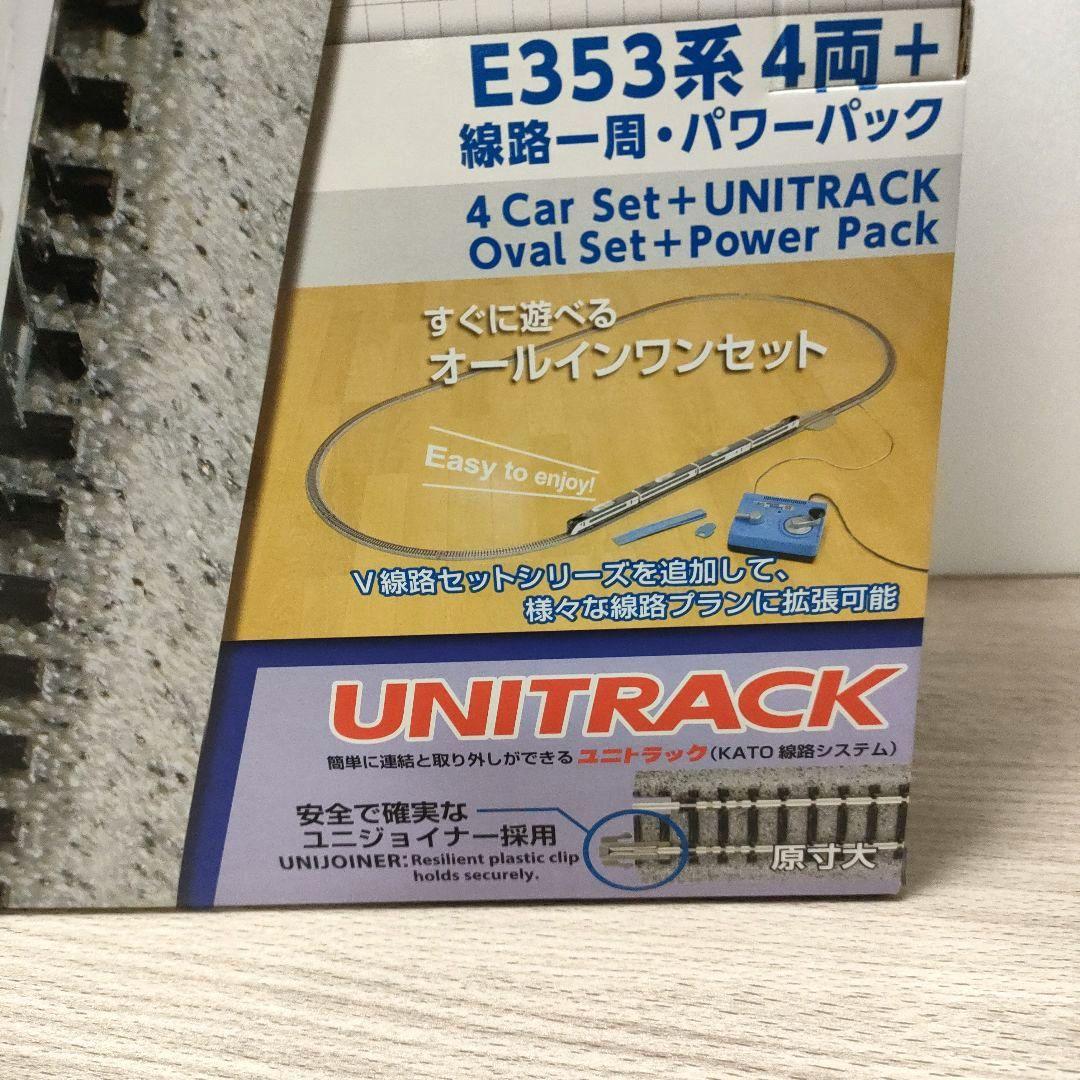 E353系 4両＋
線路一周・パワーパック
4 Car Set+UNITRACK
Oval Set+Power Pack
すぐに遊べる
オールインワンセット
Easy to enjoy!
V線路セットシリーズを追加して、
様々な線路プランに拡張可能
UNITRACK
簡単に連結と取り外しができる ユニトラック(KATO 線路システム)
安全で確実な
ユニジョイナー採用
UNIJOINER: Resilient plastic clip
holds securely.
原寸大